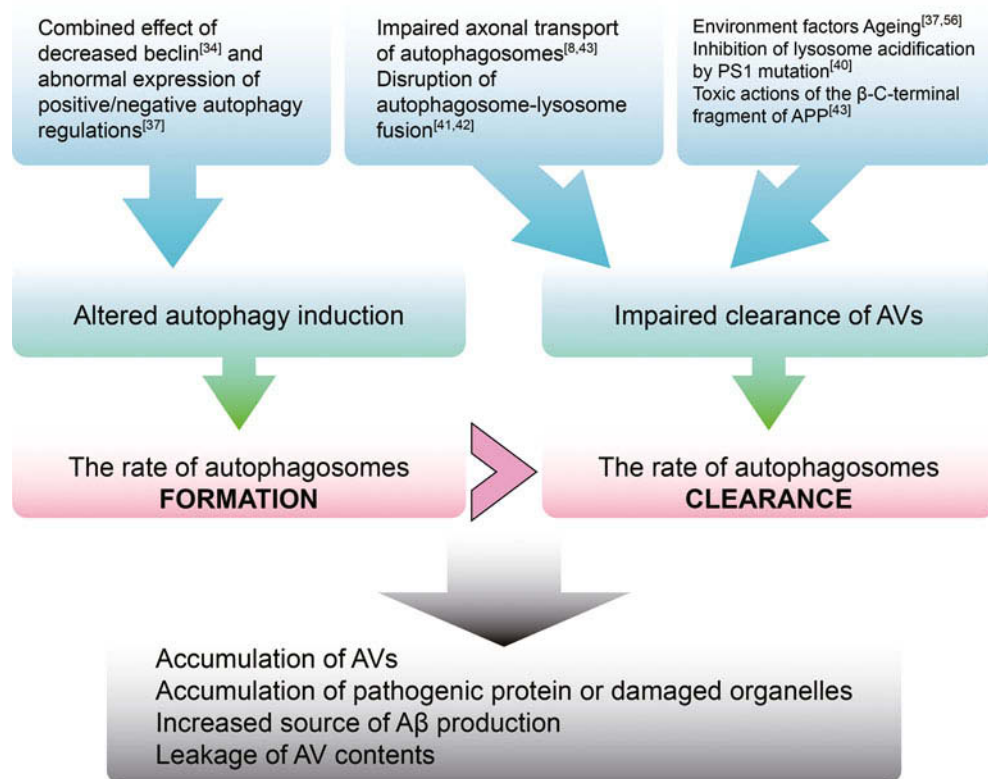 Combined effect of
decreased beclin[34] and
abnormal expression of
positive/negative autophagy
regulations[37]
Impaired axonal transport
of autophagosomes[8,43]
Disruption of
autophagosome-lysosome
fusion[41,42]
Environment factors Ageing[37,56]
Inhibition of lysosome acidification
by PS1 mutation[40]
Toxic actions of the β-C-terminal
fragment of APP[43]
Altered autophagy induction
Impaired clearance of AVs
The rate of autophagosomes
FORMATION
The rate of autophagosomes
CLEARANCE
Accumulation of AVs
Accumulation of pathogenic protein or damaged organelles
Increased source of Aβ production
Leakage of AV contents